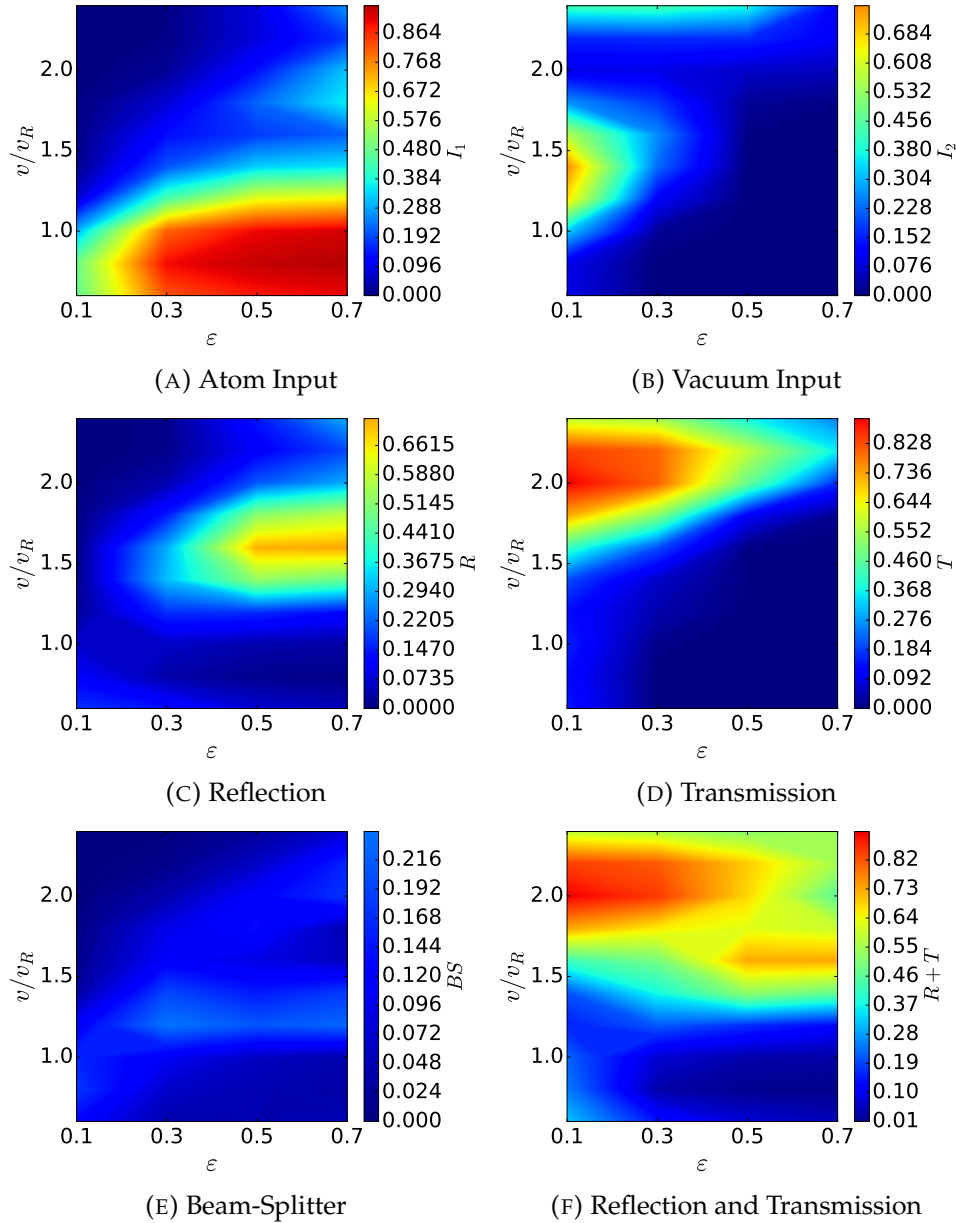 2.0
1.5
1.0
v/v_R
0.1 0.3 0.5 0.7
ε
0.864
0.768
0.672
0.576
0.480
0.384
0.288
0.192
0.096
0.000
I_1
(A) Atom Input
2.0
1.5
1.0
v/v_R
0.1 0.3 0.5 0.7
ε
0.684
0.608
0.532
0.456
0.380
0.304
0.228
0.152
0.076
0.000
I_2
(B) Vacuum Input
2.0
1.5
1.0
v/v_R
0.1 0.3 0.5 0.7
ε
0.6615
0.5880
0.5145
0.4410
0.3675
0.2940
0.2205
0.1470
0.0735
0.0000
R
(C) Reflection
2.0
1.5
1.0
v/v_R
0.1 0.3 0.5 0.7
ε
0.828
0.736
0.644
0.552
0.460
0.368
0.276
0.184
0.092
0.000
T
(D) Transmission
2.0
1.5
1.0
v/v_R
0.1 0.3 0.5 0.7
ε
0.216
0.192
0.168
0.144
0.120
0.096
0.072
0.048
0.024
0.000
BS
(E) Beam-Splitter
2.0
1.5
1.0
v/v_R
0.1 0.3 0.5 0.7
ε
0.82
0.73
0.64
0.55
0.46
0.37
0.28
0.19
0.10
0.01
R + T
(F) Reflection and Transmission